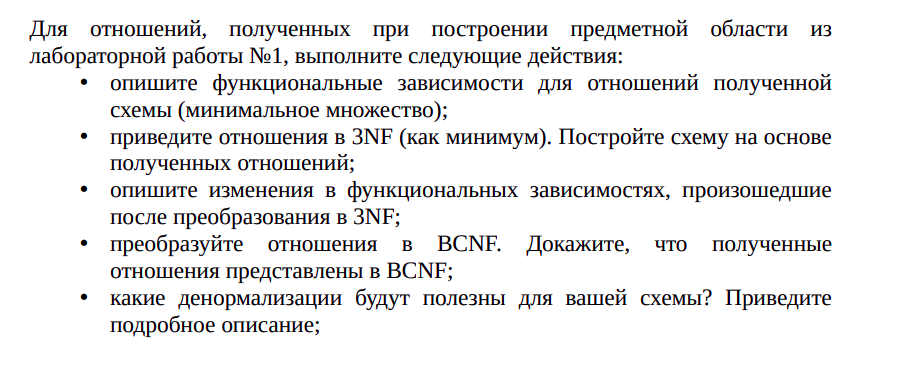 Для отношений, полученных при построении предметной области из
лабораторной работы №1, выполните следующие действия:
• опишите функциональные зависимости для отношений полученной
схемы (минимальное множество);
• приведите отношения в 3NF (как минимум). Постройте схему на основе
полученных отношений;
• опишите изменения в функциональных зависимостях, произошедшие
после преобразования в 3NF;
• преобразуйте отношения в BCNF. Докажите, что полученные
отношения представлены в BCNF;
• какие денормализации будут полезны для вашей схемы? Приведите
подробное описание;